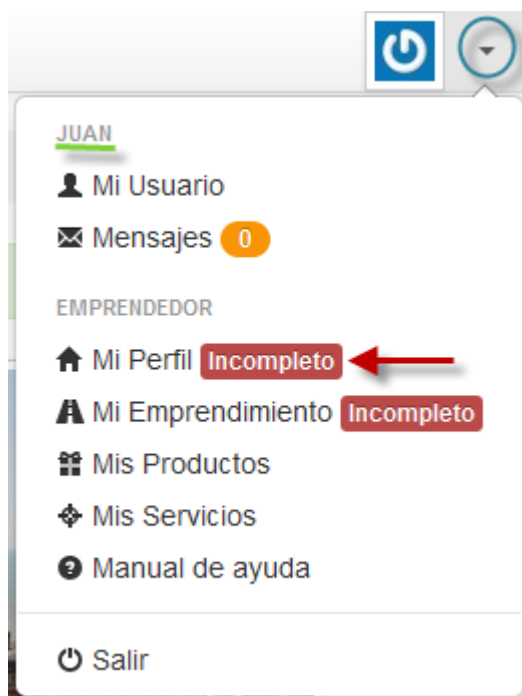 JUAN
Mi Usuario
Mensajes 0
EMPRENDEDOR
Mi Perfil Incompleto
Mi Emprendimiento Incompleto
Mis Productos
Mis Servicios
Manual de ayuda
Salir